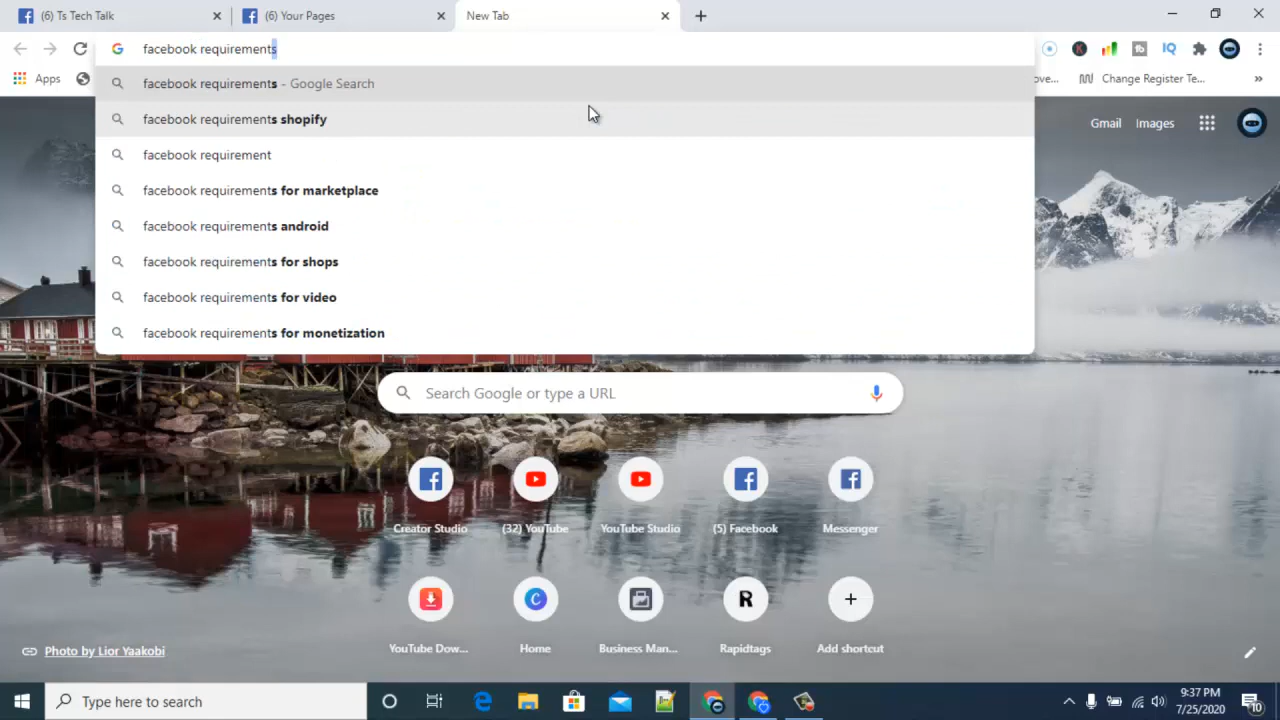 (6) Ts Tech Talk
(6) Your Pages
New Tab
facebook requirements
Apps
ove...
Change Register Te...
»
facebook requirements - Google Search
facebook requirements shopify
facebook requirement
facebook requirements for marketplace
facebook requirements android
facebook requirements for shops
facebook requirements for video
facebook requirements for monetization
Gmail
Images
Search Google or type a URL
Creator Studio
(32) YouTube
YouTube Studio
(5) Facebook
Messenger
YouTube Dow...
Home
Business Man...
R
Rapidtags
Add shortcut
Photo by Lior Yaakobi
Type here to search
9:37 PM
7/25/2020
10